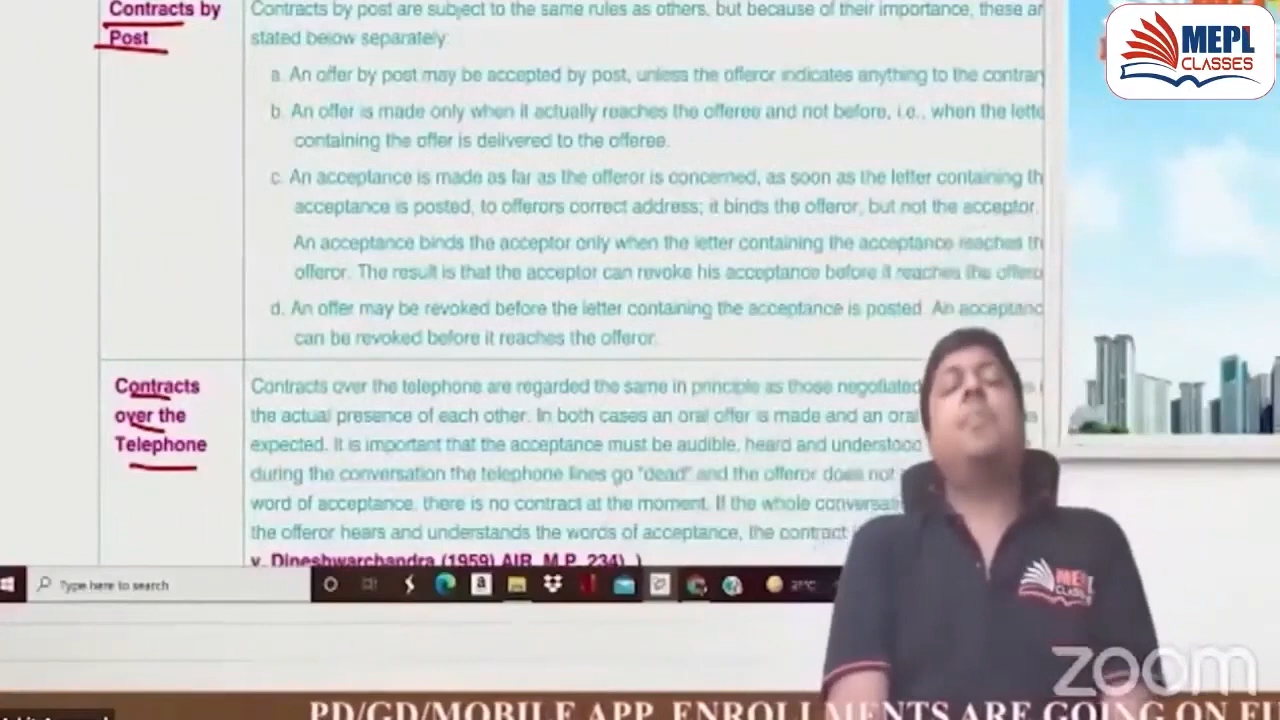 Contracts by
Post
Contracts by post are subject to the same rules as others, but because of their importance, these ar
stated below separately:
a. An offer by post may be accepted by post, unless the offeror indicates anything to the contrary
b. An offer is made only when it actually reaches the offeree and not before, i.e., when the lette
containing the offer is delivered to the offeree.
c. An acceptance is made as far as the offeror is concerned, as soon as the letter containing th
acceptance is posted, to offerors correct address; it binds the offeror, but not the acceptor.
An acceptance binds the acceptor only when the letter containing the acceptance reaches th
offeror. The result is that the acceptor can revoke his acceptance before it reaches the offero
d. An offer may be revoked before the letter containing the acceptance is posted. An acceptanc
can be revoked before it reaches the offeror.
Contracts
over the
Telephone
Contracts over the telephone are regarded the same in principle as those negotiated
the actual presence of each other. In both cases an oral offer is made and an oral
expected. It is important that the acceptance must be audible, heard and understood
during the conversation the telephone lines go "dead" and the offeror does not
word of acceptance, there is no contract at the moment. If the whole conversat
the offeror hears and understands the words of acceptance, the contract
v. Dineshwarchandra (1959) AIR. M.P. 234). )
Type here to search
21°C
MEPL
CLASSES
MEPL
CLASSES
zoom
PD/GD/MOBILE APP ENROLLMENTS ARE GOING ON